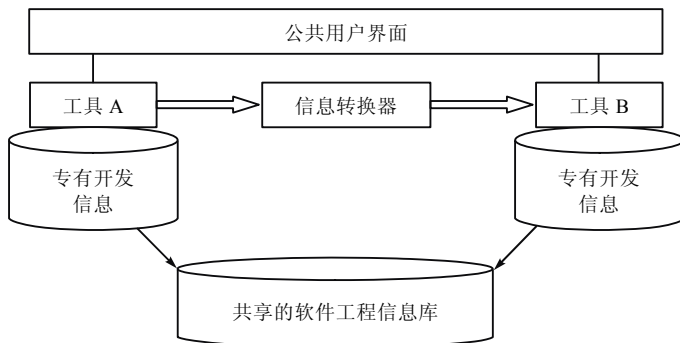 公共用户界面
工具 A
信息转换器
工具 B
专有开发
信息
专有开发
信息
共享的软件工程信息库